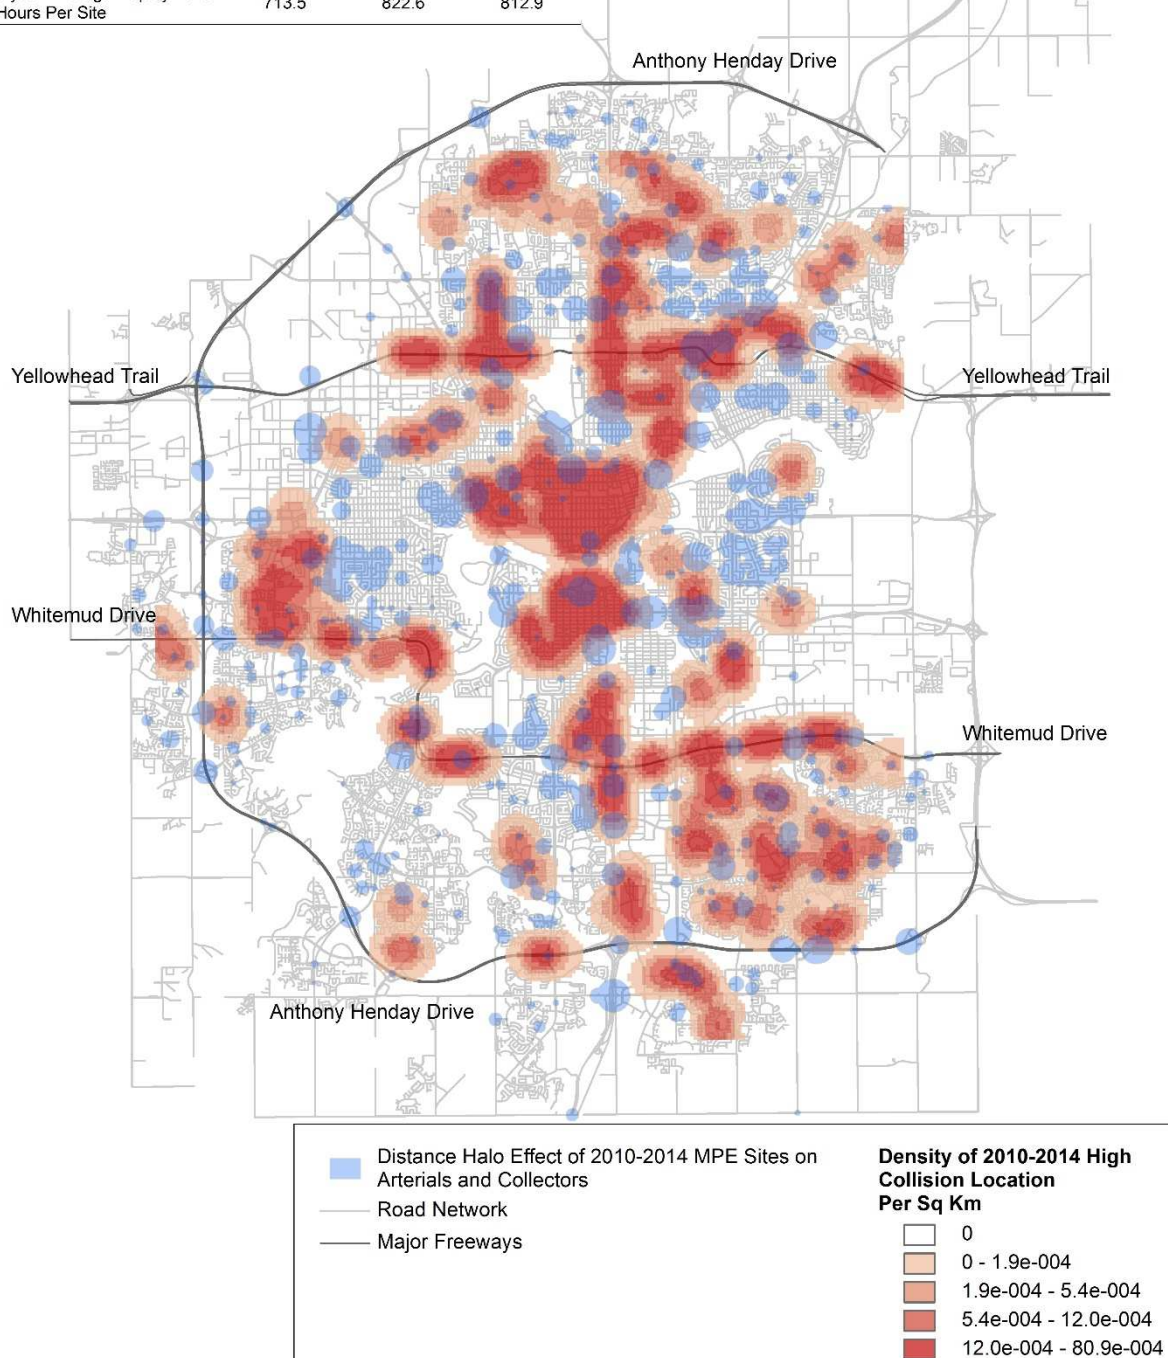 713.5 822.6 812.9
Hours Per Site
Anthony Henday Drive
Yellowhead Trail
Yellowhead Trail
Whitemud Drive
Whitemud Drive
Anthony Henday Drive
Distance Halo Effect of 2010-2014 MPE Sites on
Arterials and Collectors
Road Network
Major Freeways
Density of 2010-2014 High
Collision Location
Per Sq Km
0
0 - 1.9e-004
1.9e-004 - 5.4e-004
5.4e-004 - 12.0e-004
12.0e-004 - 80.9e-004